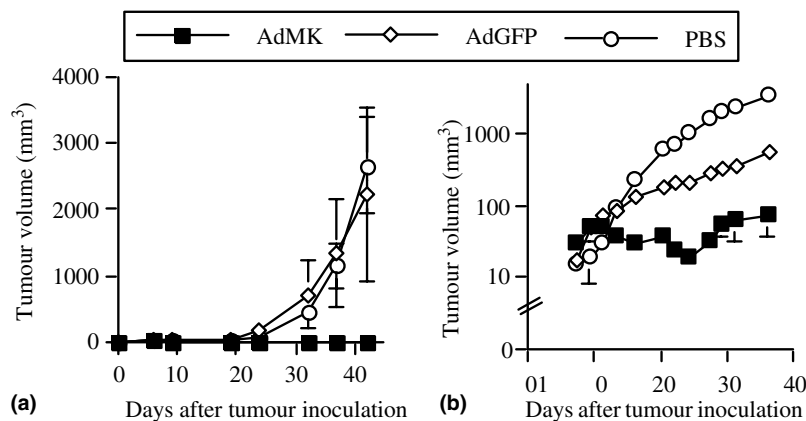 AdMK AdGFP PBS
Tumour volume (mm³)
4000
3000
2000
1000
0
0 10 20 30 40
(a) Days after tumour inoculation
Tumour volume (mm³)
1000
100
10
0
01 0 20 30 40
(b) Days after tumour inoculation